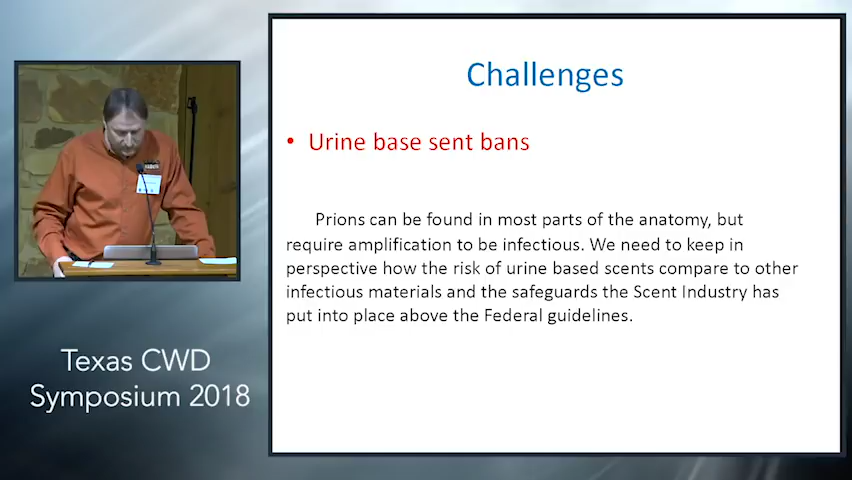 Challenges
• Urine base sent bans
Prions can be found in most parts of the anatomy, but
require amplification to be infectious. We need to keep in
perspective how the risk of urine based scents compare to other
infectious materials and the safeguards the Scent Industry has
put into place above the Federal guidelines.
Texas CWD
Symposium 2018